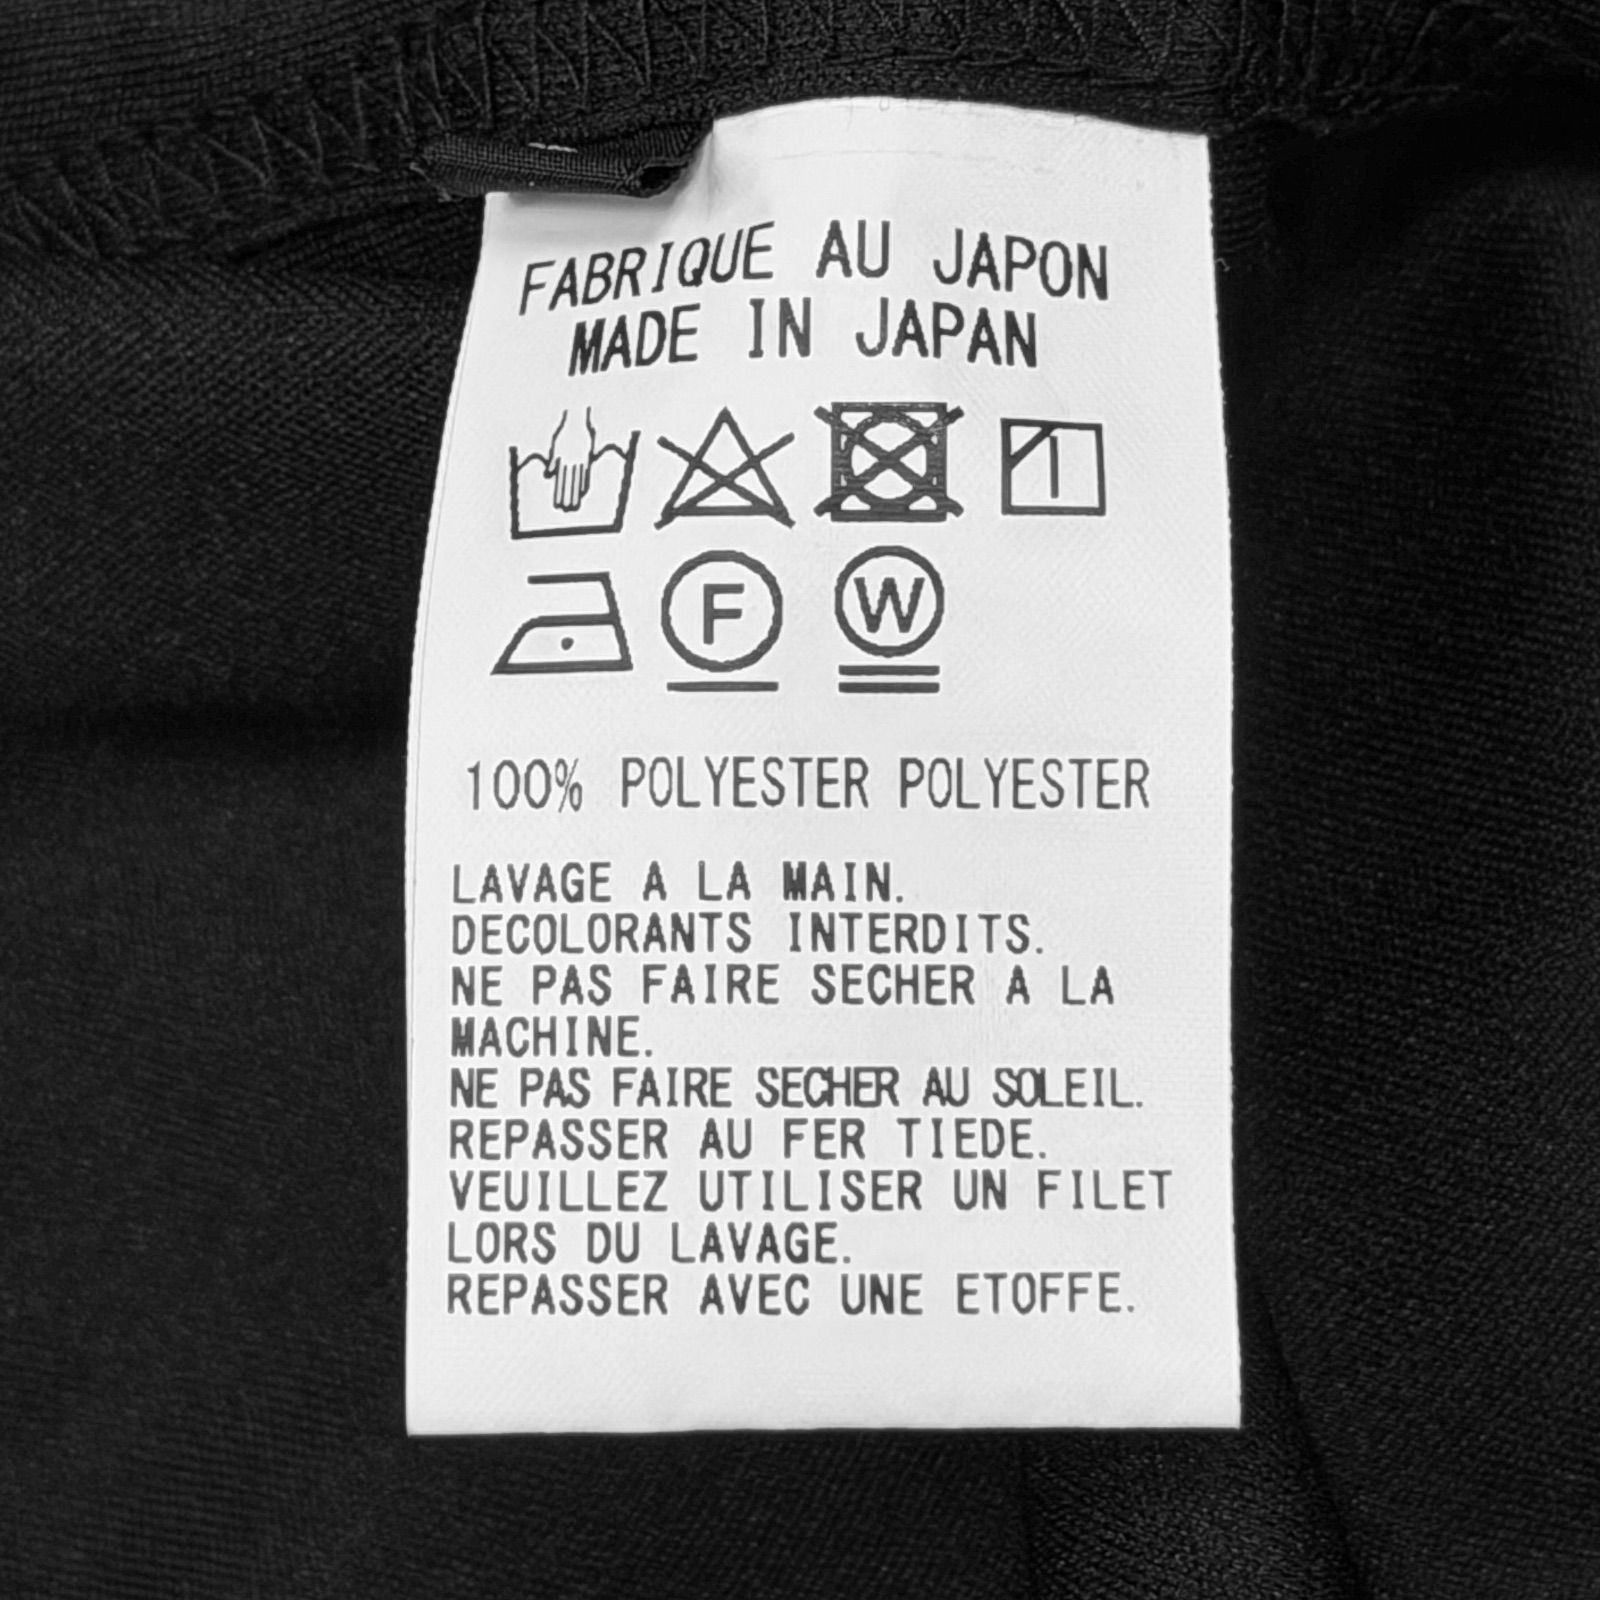 FABRIQUE AU JAPON
MADE IN JAPAN
F
W
100% POLYESTER POLYESTER
LAVAGE A LA MAIN.
DECOLORANTS INTERDITS.
NE PAS FAIRE SECHER A LA
MACHINE.
NE PAS FAIRE SECHER AU SOLEIL.
REPASSER AU FER TIEDE.
VEUILLEZ UTILISER UN FILET
LORS DU LAVAGE.
REPASSER AVEC UNE ETOFFE.